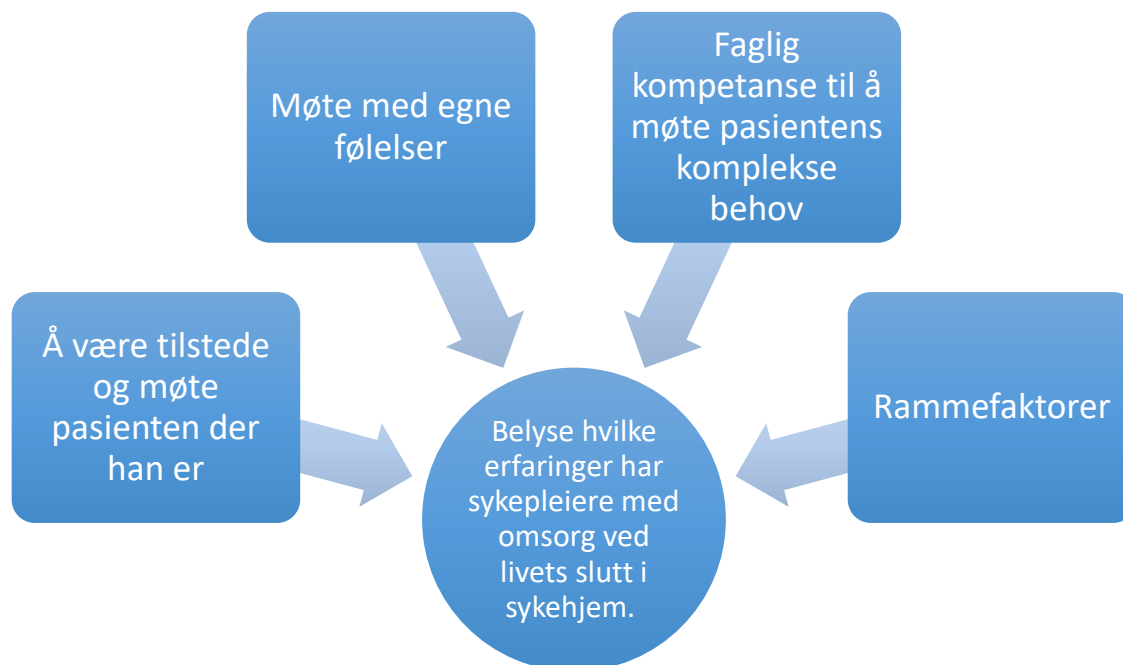 Møte med egne
følelser
Faglig
kompetanse til å
møte pasientens
komplekse
behov
Å være tilstede
og møte
pasienten der
han er
Rammefaktorer
Belyse hvilke
erfaringer har
sykepleiere med
omsorg ved
livets slutt i
sykehjem.